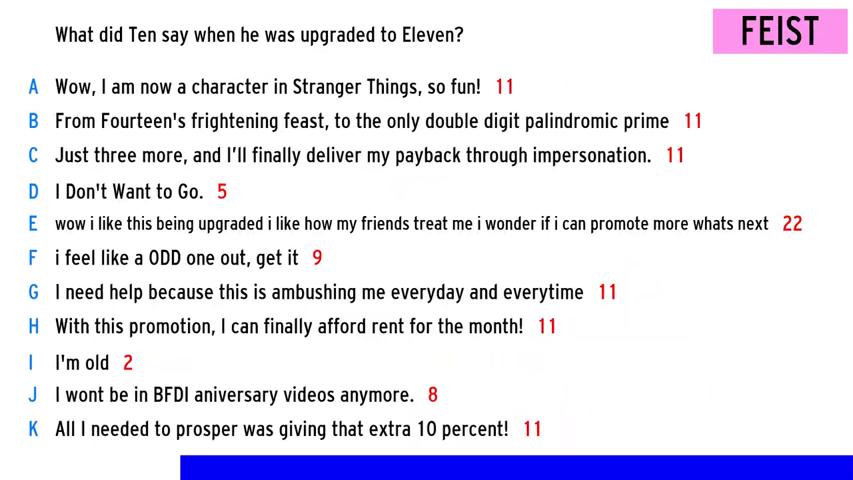 What did Ten say when he was upgraded to Eleven?
FEIST
A Wow, I am now a character in Stranger Things, so fun! 11
B From Fourteen's frightening feast, to the only double digit palindromic prime 11
C Just three more, and I'll finally deliver my payback through impersonation. 11
D I Don't Want to Go. 5
E wow i like this being upgraded i like how my friends treat me i wonder if i can promote more whats next 22
F i feel like a ODD one out, get it 9
G I need help because this is ambushing me everyday and everytime 11
H With this promotion, I can finally afford rent for the month! 11
I I'm old 2
J I wont be in BFDI aniversary videos anymore. 8
K All I needed to prosper was giving that extra 10 percent! 11